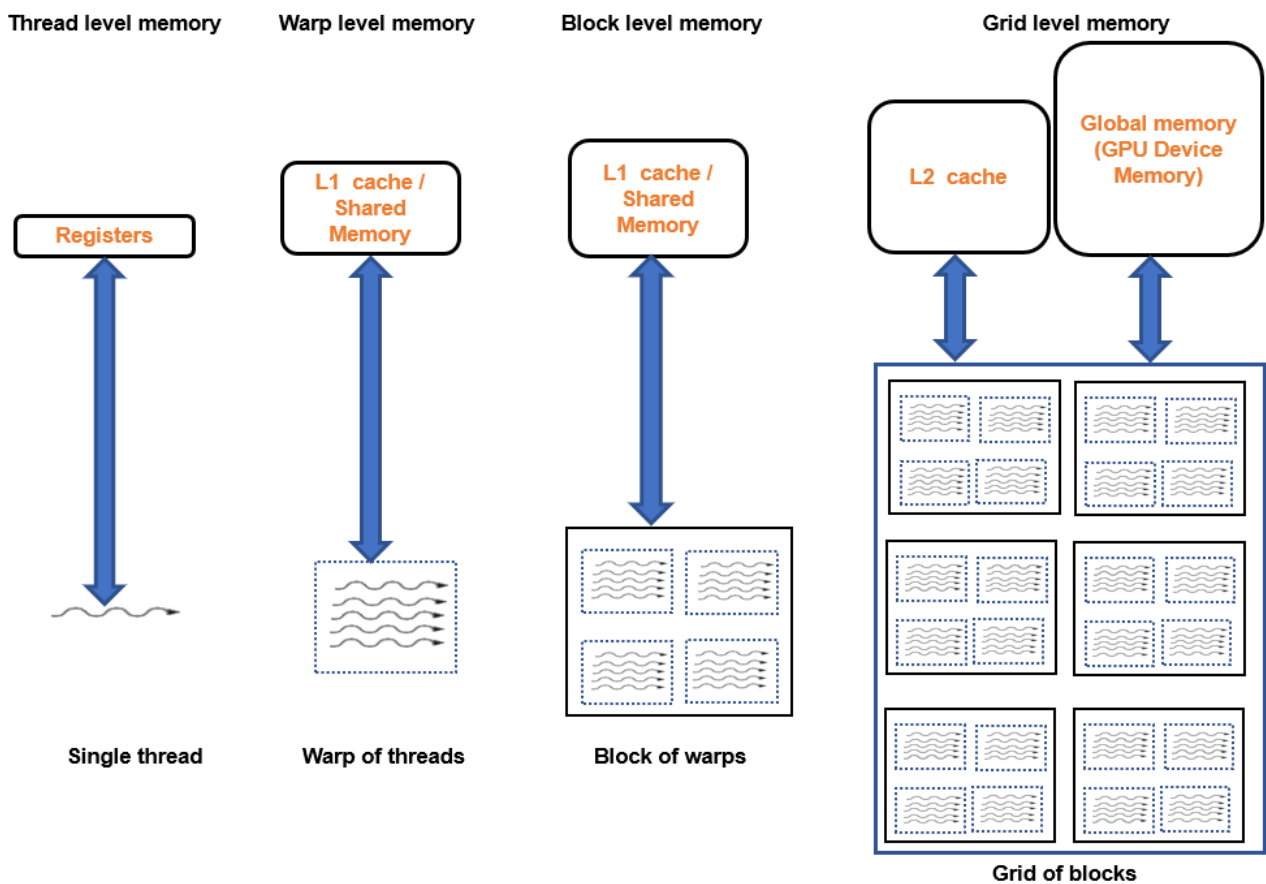 Thread level memory
Warp level memory
Block level memory
Grid level memory
Registers
L1 cache /
Shared
Memory
L1 cache /
Shared
Memory
L2 cache
Global memory
(GPU Device
Memory)
Single thread
Warp of threads
Block of warps
Grid of blocks